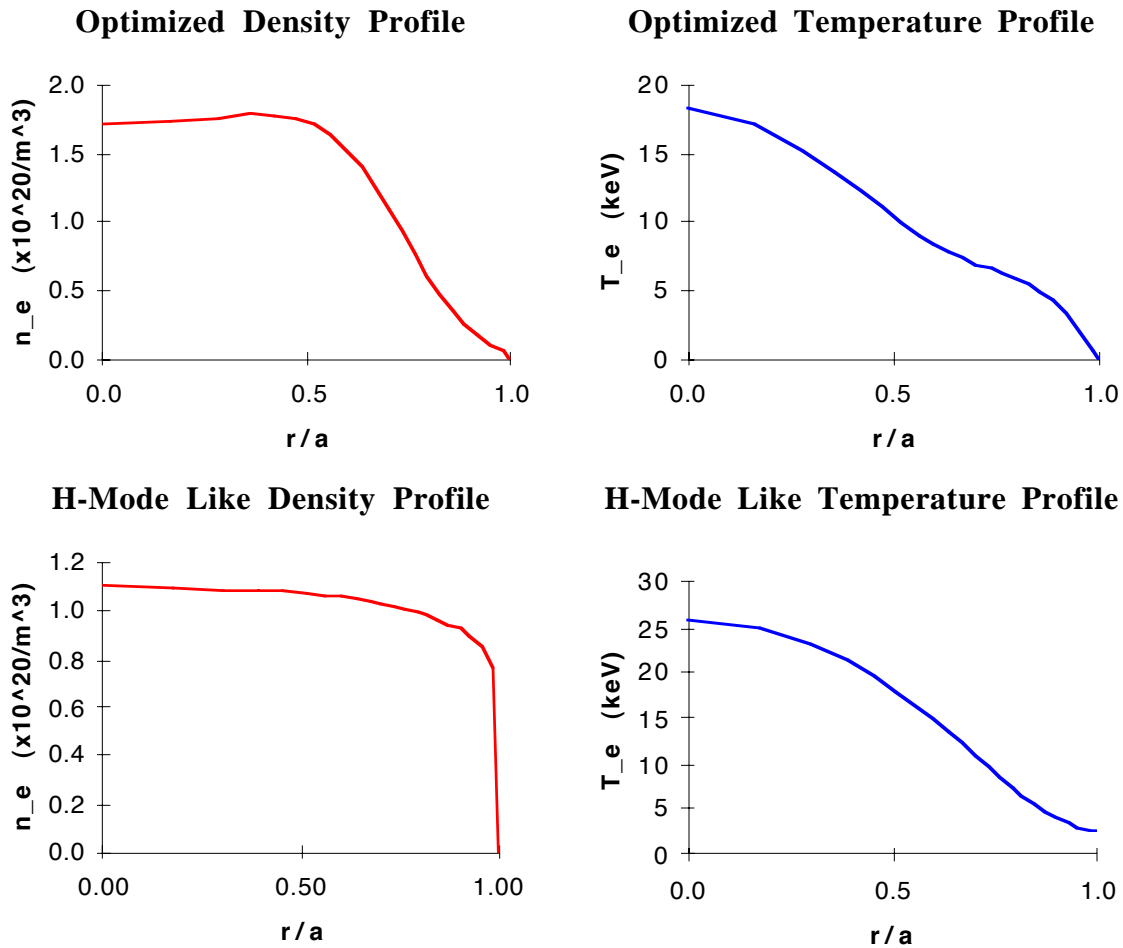 Optimized Density Profile
2.0
1.5
1.0
0.5
0.0
n_e (x10^20/m^3)
0.0 0.5 1.0
r/a
Optimized Temperature Profile
20
15
10
5
0
T_e (keV)
0.0 0.5 1.0
r/a
H-Mode Like Density Profile
1.2
1.0
0.8
0.6
0.4
0.2
0.0
n_e (x10^20/m^3)
0.00 0.50 1.00
r/a
H-Mode Like Temperature Profile
30
25
20
15
10
5
0
T_e (keV)
0.0 0.5 1.0
r/a